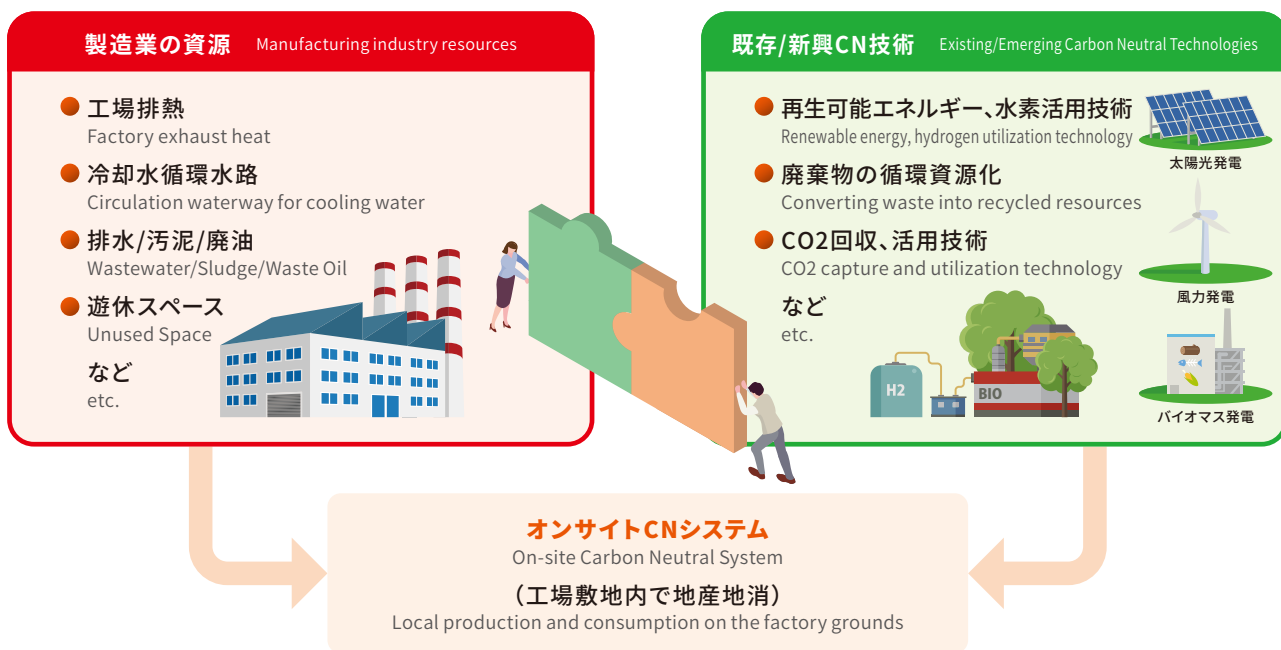 製造業の資源 Manufacturing industry resources
工場排熱
Factory exhaust heat
冷却水循環水路
Circulation waterway for cooling water
排水/汚泥/廃油
Wastewater/Sludge/Waste Oil
遊休スペース
Unused Space
など
etc.
既存/新興CN技術 Existing/Emerging Carbon Neutral Technologies
再生可能エネルギー、水素活用技術
Renewable energy, hydrogen utilization technology
廃棄物の循環資源化
Converting waste into recycled resources
CO2回収、活用技術
CO2 capture and utilization technology
など
etc.
太陽光発電
風力発電
バイオマス発電
H2
BIO
オンサイトCNシステム
On-site Carbon Neutral System
（工場敷地内で地産地消）
Local production and consumption on the factory grounds